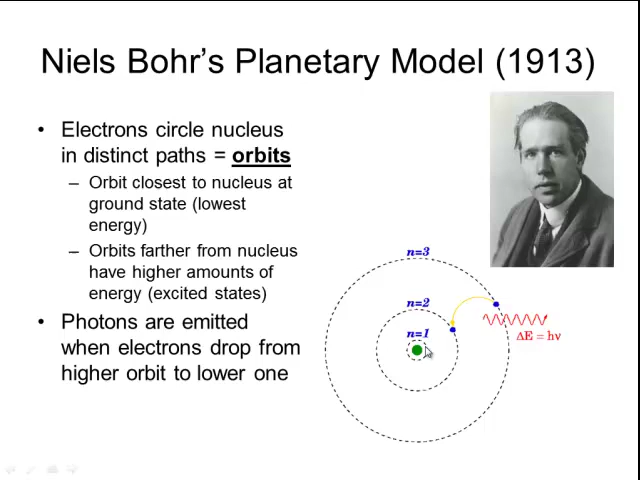 Niels Bohr's Planetary Model (1913)
• Electrons circle nucleus
in distinct paths = orbits
– Orbit closest to nucleus at
ground state (lowest
energy)
– Orbits farther from nucleus
have higher amounts of
energy (excited states)
• Photons are emitted
when electrons drop from
higher orbit to lower one
n=3
n=2
n=1
ΔE = hν